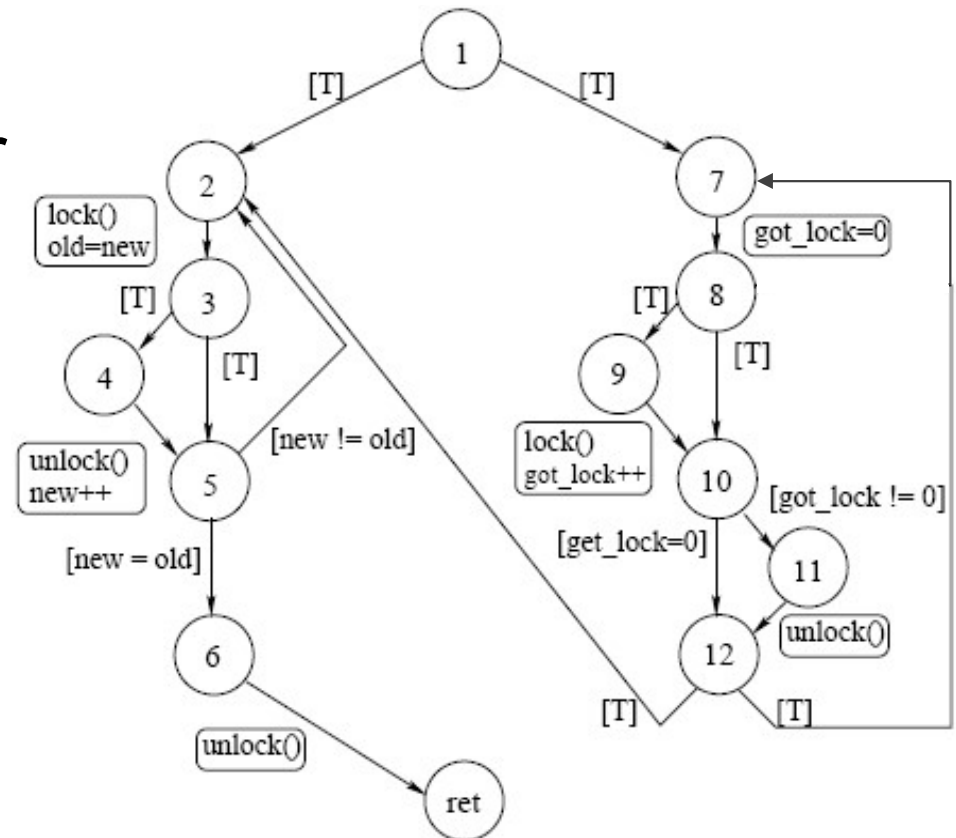 1
[T]
[T]
2
7
lock()
old=new
got_lock=0
[T]
3
[T]
8
4
[T]
9
[T]
[new != old]
lock()
got_lock++
unlock()
new++
5
10
[got_lock != 0]
[new = old]
[get_lock=0]
11
6
12
unlock()
[T]
[T]
unlock()
ret